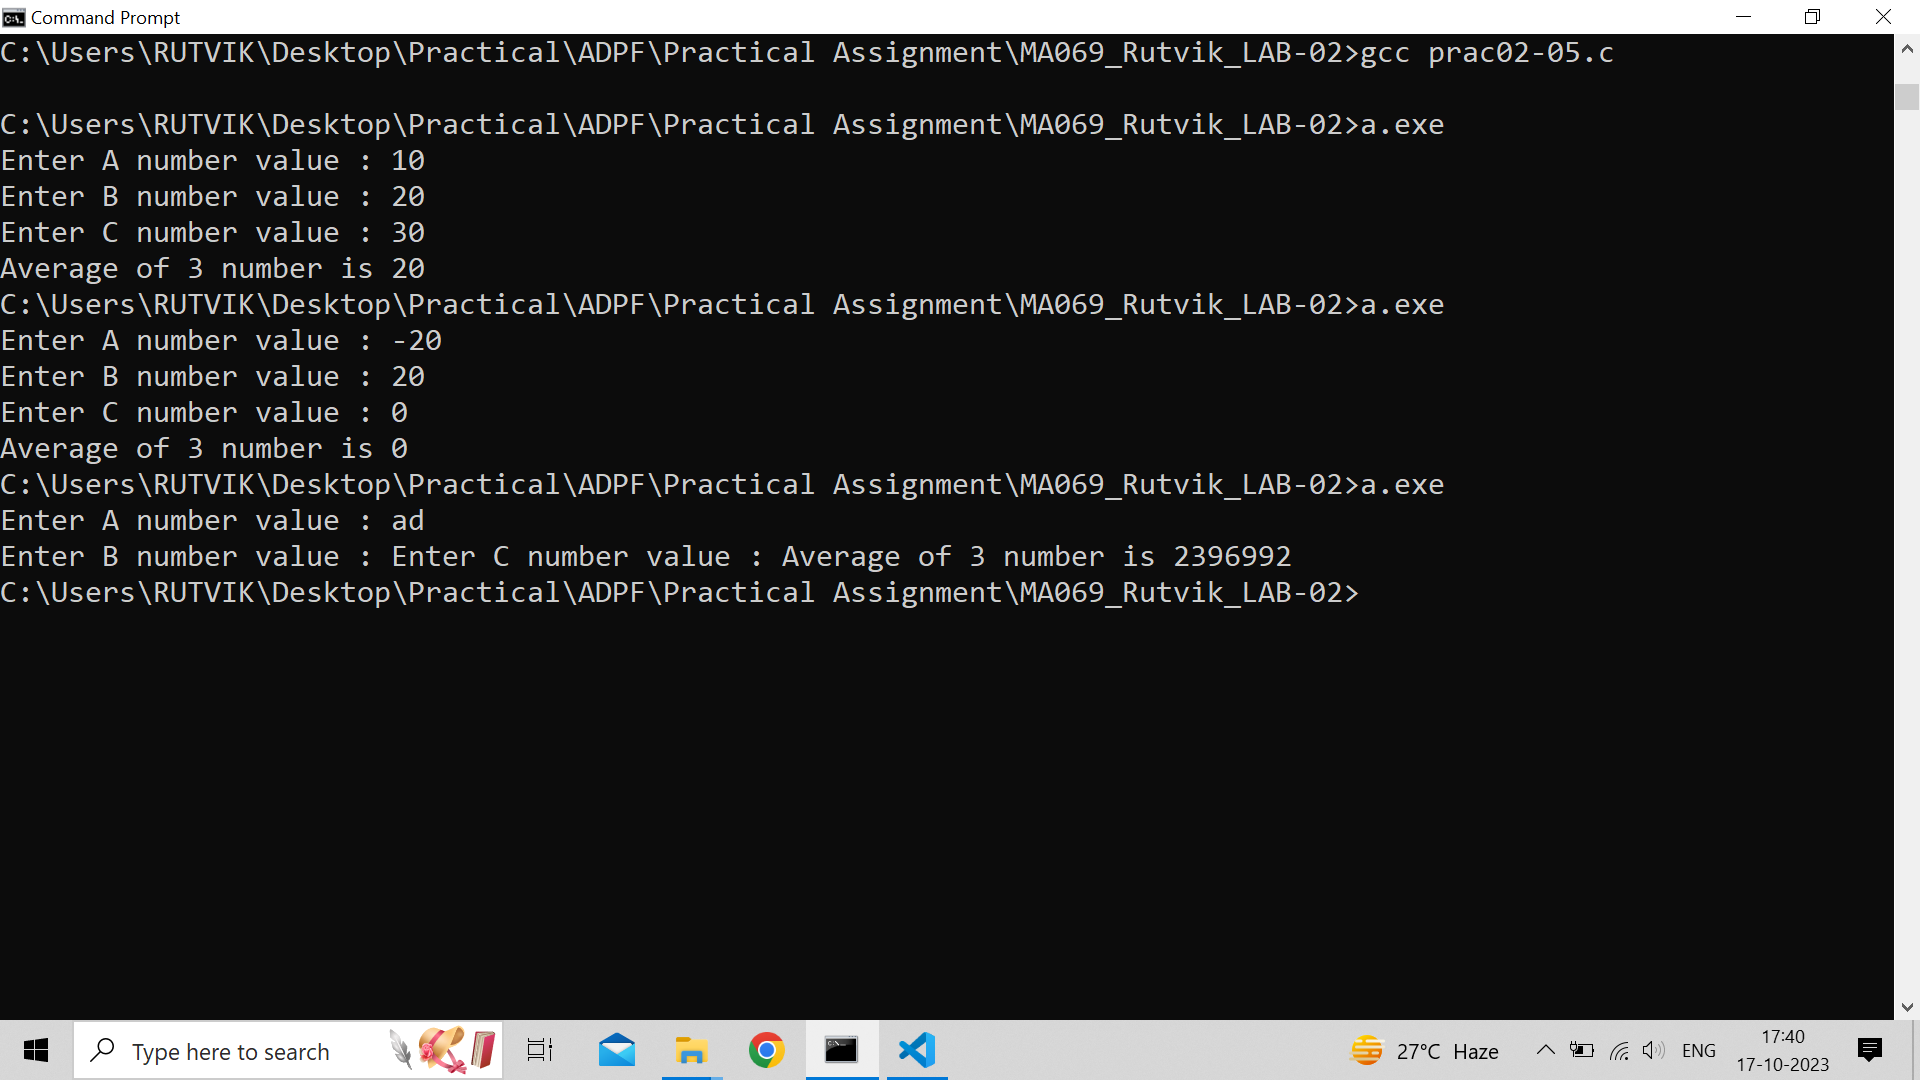 Command Prompt
C:\Users\RUTVIK\Desktop\Practical\ADPF\Practical Assignment\MA069_Rutvik_LAB-02>gcc prac02-05.c
C:\Users\RUTVIK\Desktop\Practical\ADPF\Practical Assignment\MA069_Rutvik_LAB-02>a.exe
Enter A number value : 10
Enter B number value : 20
Enter C number value : 30
Average of 3 number is 20
C:\Users\RUTVIK\Desktop\Practical\ADPF\Practical Assignment\MA069_Rutvik_LAB-02>a.exe
Enter A number value : -20
Enter B number value : 20
Enter C number value : 0
Average of 3 number is 0
C:\Users\RUTVIK\Desktop\Practical\ADPF\Practical Assignment\MA069_Rutvik_LAB-02>a.exe
Enter A number value : ad
Enter B number value : Enter C number value : Average of 3 number is 2396992
C:\Users\RUTVIK\Desktop\Practical\ADPF\Practical Assignment\MA069_Rutvik_LAB-02>
Type here to search
27°C Haze
ENG
17:40
17-10-2023